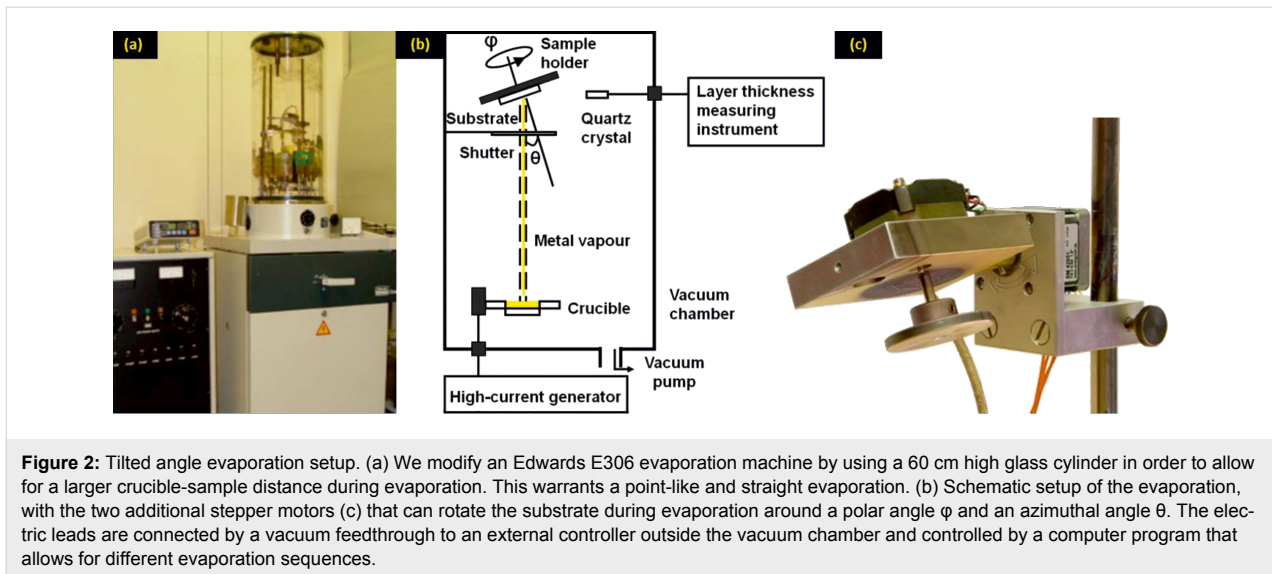 (a)
(b)
φ
Sample
holder
Substrate
Shutter
θ
Quartz
crystal
Layer thickness
measuring
instrument
Metal vapour
Crucible
Vacuum
chamber
Vacuum
pump
High-current generator
(c)
Figure 2: Tilted angle evaporation setup. (a) We modify an Edwards E306 evaporation machine by using a 60 cm high glass cylinder in order to allow
for a larger crucible-sample distance during evaporation. This warrants a point-like and straight evaporation. (b) Schematic setup of the evaporation,
with the two additional stepper motors (c) that can rotate the substrate during evaporation around a polar angle φ and an azimuthal angle θ. The elec-
tric leads are connected by a vacuum feedthrough to an external controller outside the vacuum chamber and controlled by a computer program that
allows for different evaporation sequences.